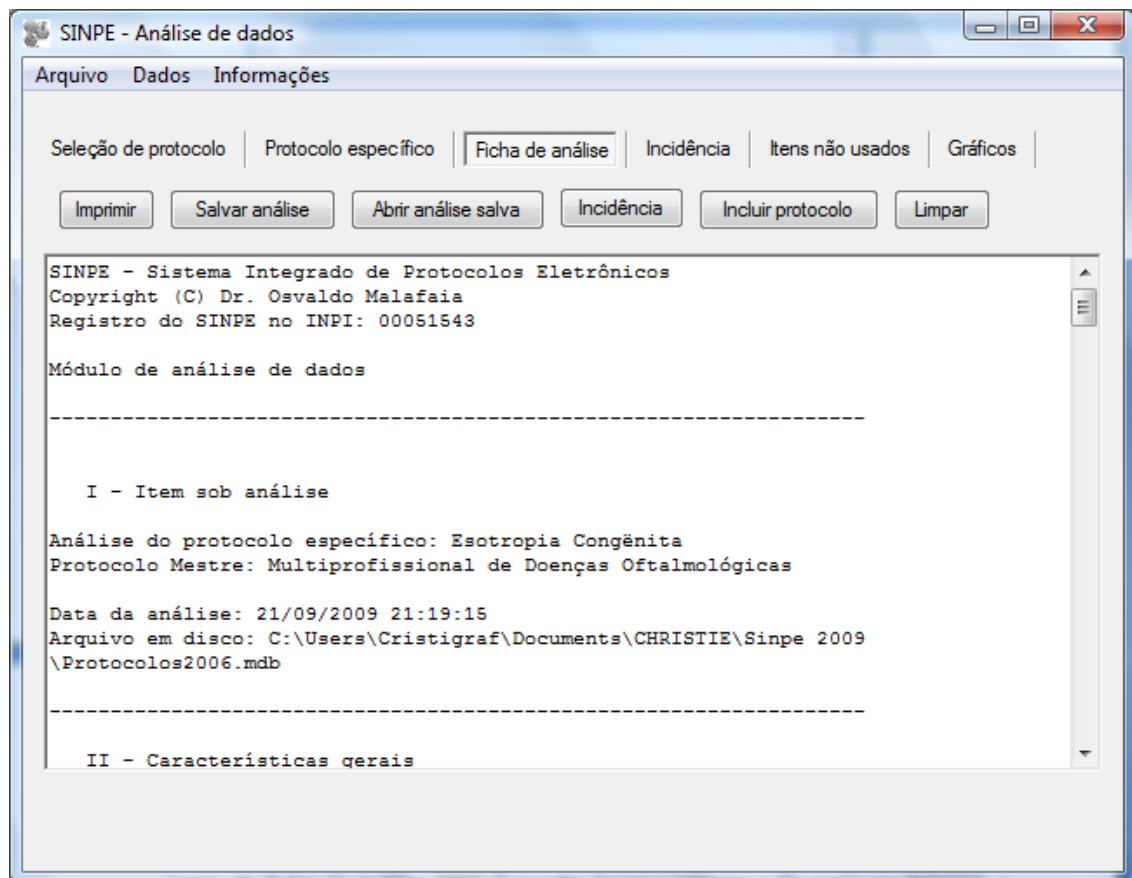 SINPE - Análise de dados
Arquivo Dados Informações
Seleção de protocolo Protocolo específico Ficha de análise Incidência Itens não usados Gráficos
Imprimir Salvar análise Abrir análise salva Incidência Incluir protocolo Limpar
SINPE - Sistema Integrado de Protocolos Eletrônicos
Copyright (C) Dr. Osvaldo Malafaia
Registro do SINPE no INPI: 00051543
Módulo de análise de dados
-------------------------------------------------------------------
I - Item sob análise
Análise do protocolo específico: Esotropia Congënita
Protocolo Mestre: Multiprofissional de Doenças Oftalmológicas
Data da análise: 21/09/2009 21:19:15
Arquivo em disco: C:\Users\Cristigraf\Documents\CHRISTIE\Sinpe 2009
\Protocolos2006.mdb
-------------------------------------------------------------------
II - Características gerais